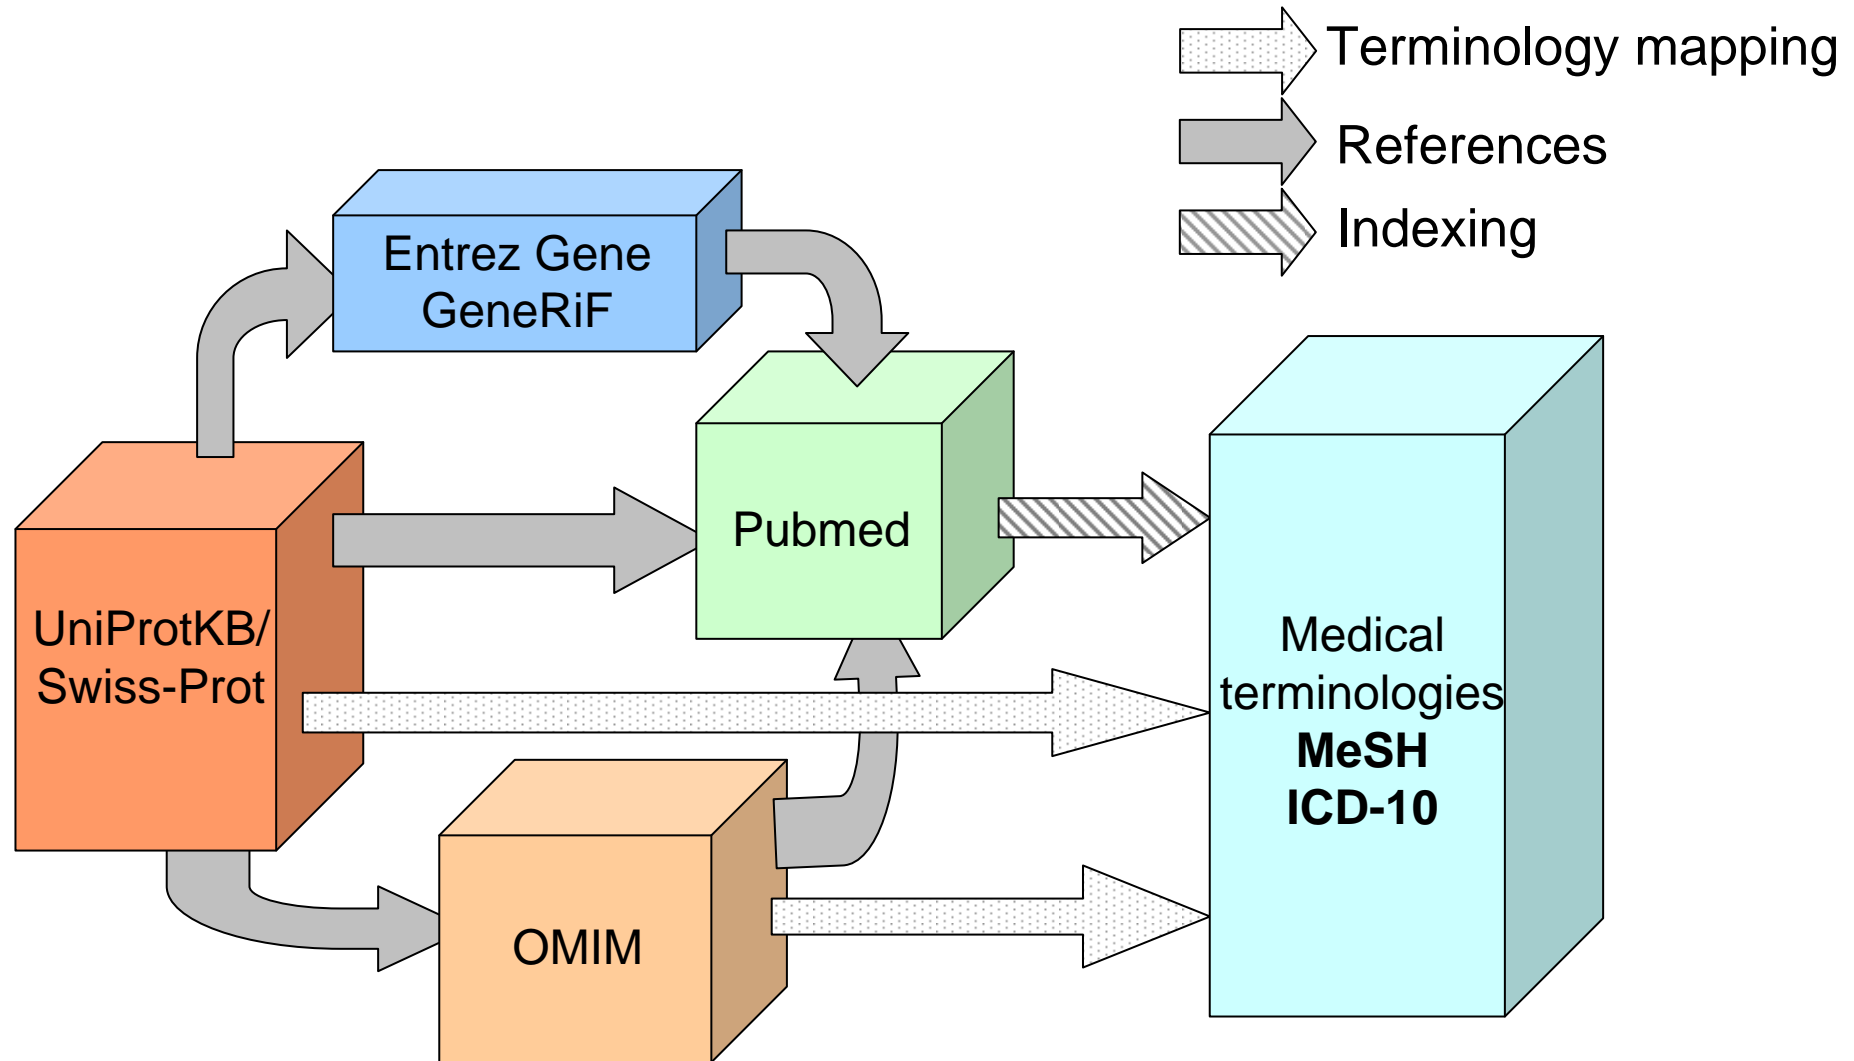 Terminology mapping
References
Indexing
Entrez Gene
GeneRiF
Pubmed
UniProtKB/
Swiss-Prot
OMIM
Medical
terminologies
MeSH
ICD-10